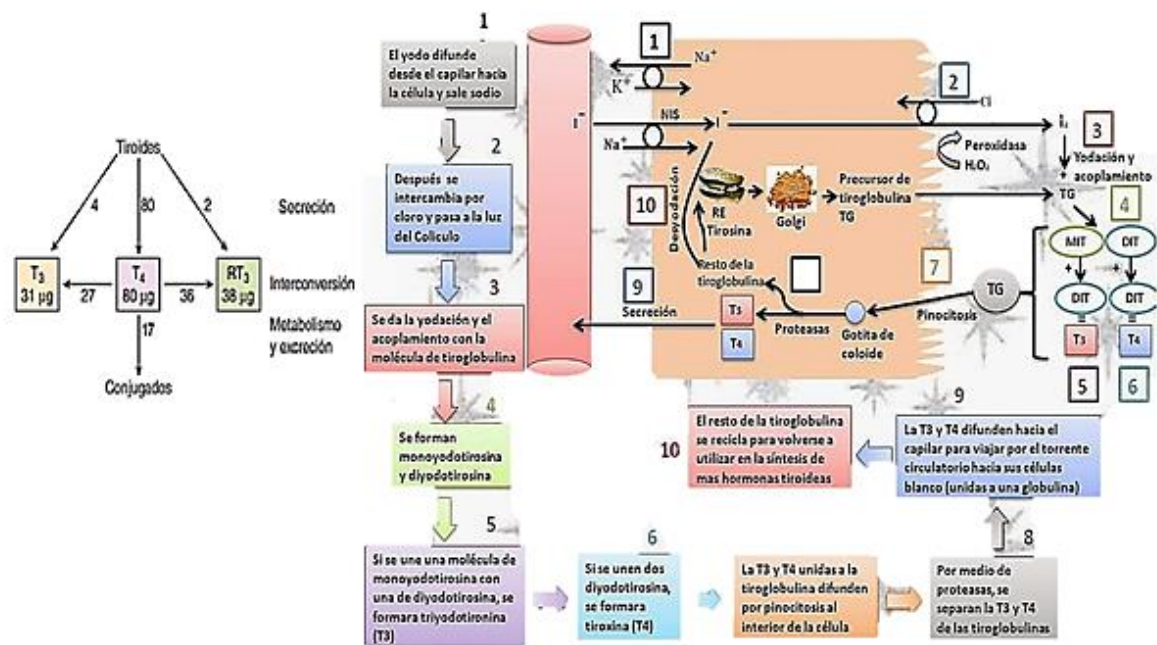 Tiroides
4
80
2
Secreción
T3
31 µg
27
T4
80 µg
36
RT3
38 µg
Interconversión
17
Metabolismo
y excreción
Conjugados
1
El yodo difunde
desde el capilar hacia
la célula y sale sodio
2
Después se
intercambia por
cloro y pasa a la luz
del Coliculo
3
Se da la yodación y el
acoplamiento con la
molécula de tiroglobulina
4
Se forman
monoyodotirosina
y diyodotirosina
5
Si se une una molécula de
monoyodotirosina con
una de diyodotirosina, se
formara triyodotironina
(T3)
6
Si se unen dos
diyodotirosina,
se formara
tiroxina (T4)
La T3 y T4 unidas a la
tiroglobulina difunden
por pinocitosis al
interior de la célula
8
Por medio de
proteasas, se
separan la T3 y T4
de las tiroglobulinas
9
La T3 y T4 difunden hacia el
capilar para viajar por el torrente
circulatorio hacia sus células
blanco (unidas a una globulina)
10
El resto de la tiroglobulina
se recicla para volverse a
utilizar en la síntesis de
mas hormonas tiroideas
1
Na+
K+
2
Cl
I-
NIS
I-
Na+
I2
3
Peroxidasa
H2O2
Yodación y
acoplamiento
+
TG
4
10
Desyodación
RE
Tirosina
Golgi
Precursor de
tiroglobulina
TG
MIT
DIT
+
+
DIT
DIT
=
=
T3
T4
5
6
7
TG
Pinocitosis
Gotita de
coloide
Proteasas
Resto de la
tiroglobulina
T3
T4
9
Secreción